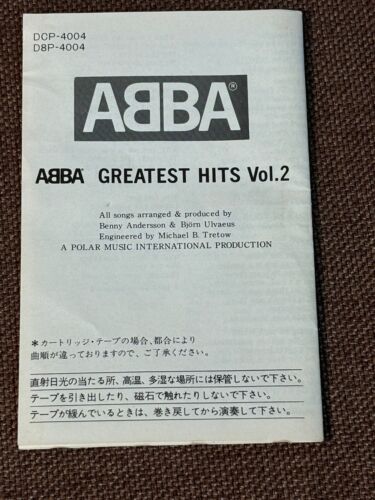 DCP-4004
D8P-4004
ABBA®
ABBA GREATEST HITS Vol.2
All songs arranged & produced by
Benny Andersson & Björn Ulvaeus
Engineered by Michael B. Tretow
A POLAR MUSIC INTERNATIONAL PRODUCTION
*カートリッジ・テープの場合、都合により
曲順が違っておりますので、ご了承ください。
直射日光の当たる所、高温、多湿な場所には保管しないで下さい。
テープを引き出したり、磁石で触れたりしないで下さい。
テープが緩んでいるときは、巻き戻してから演奏して下さい。